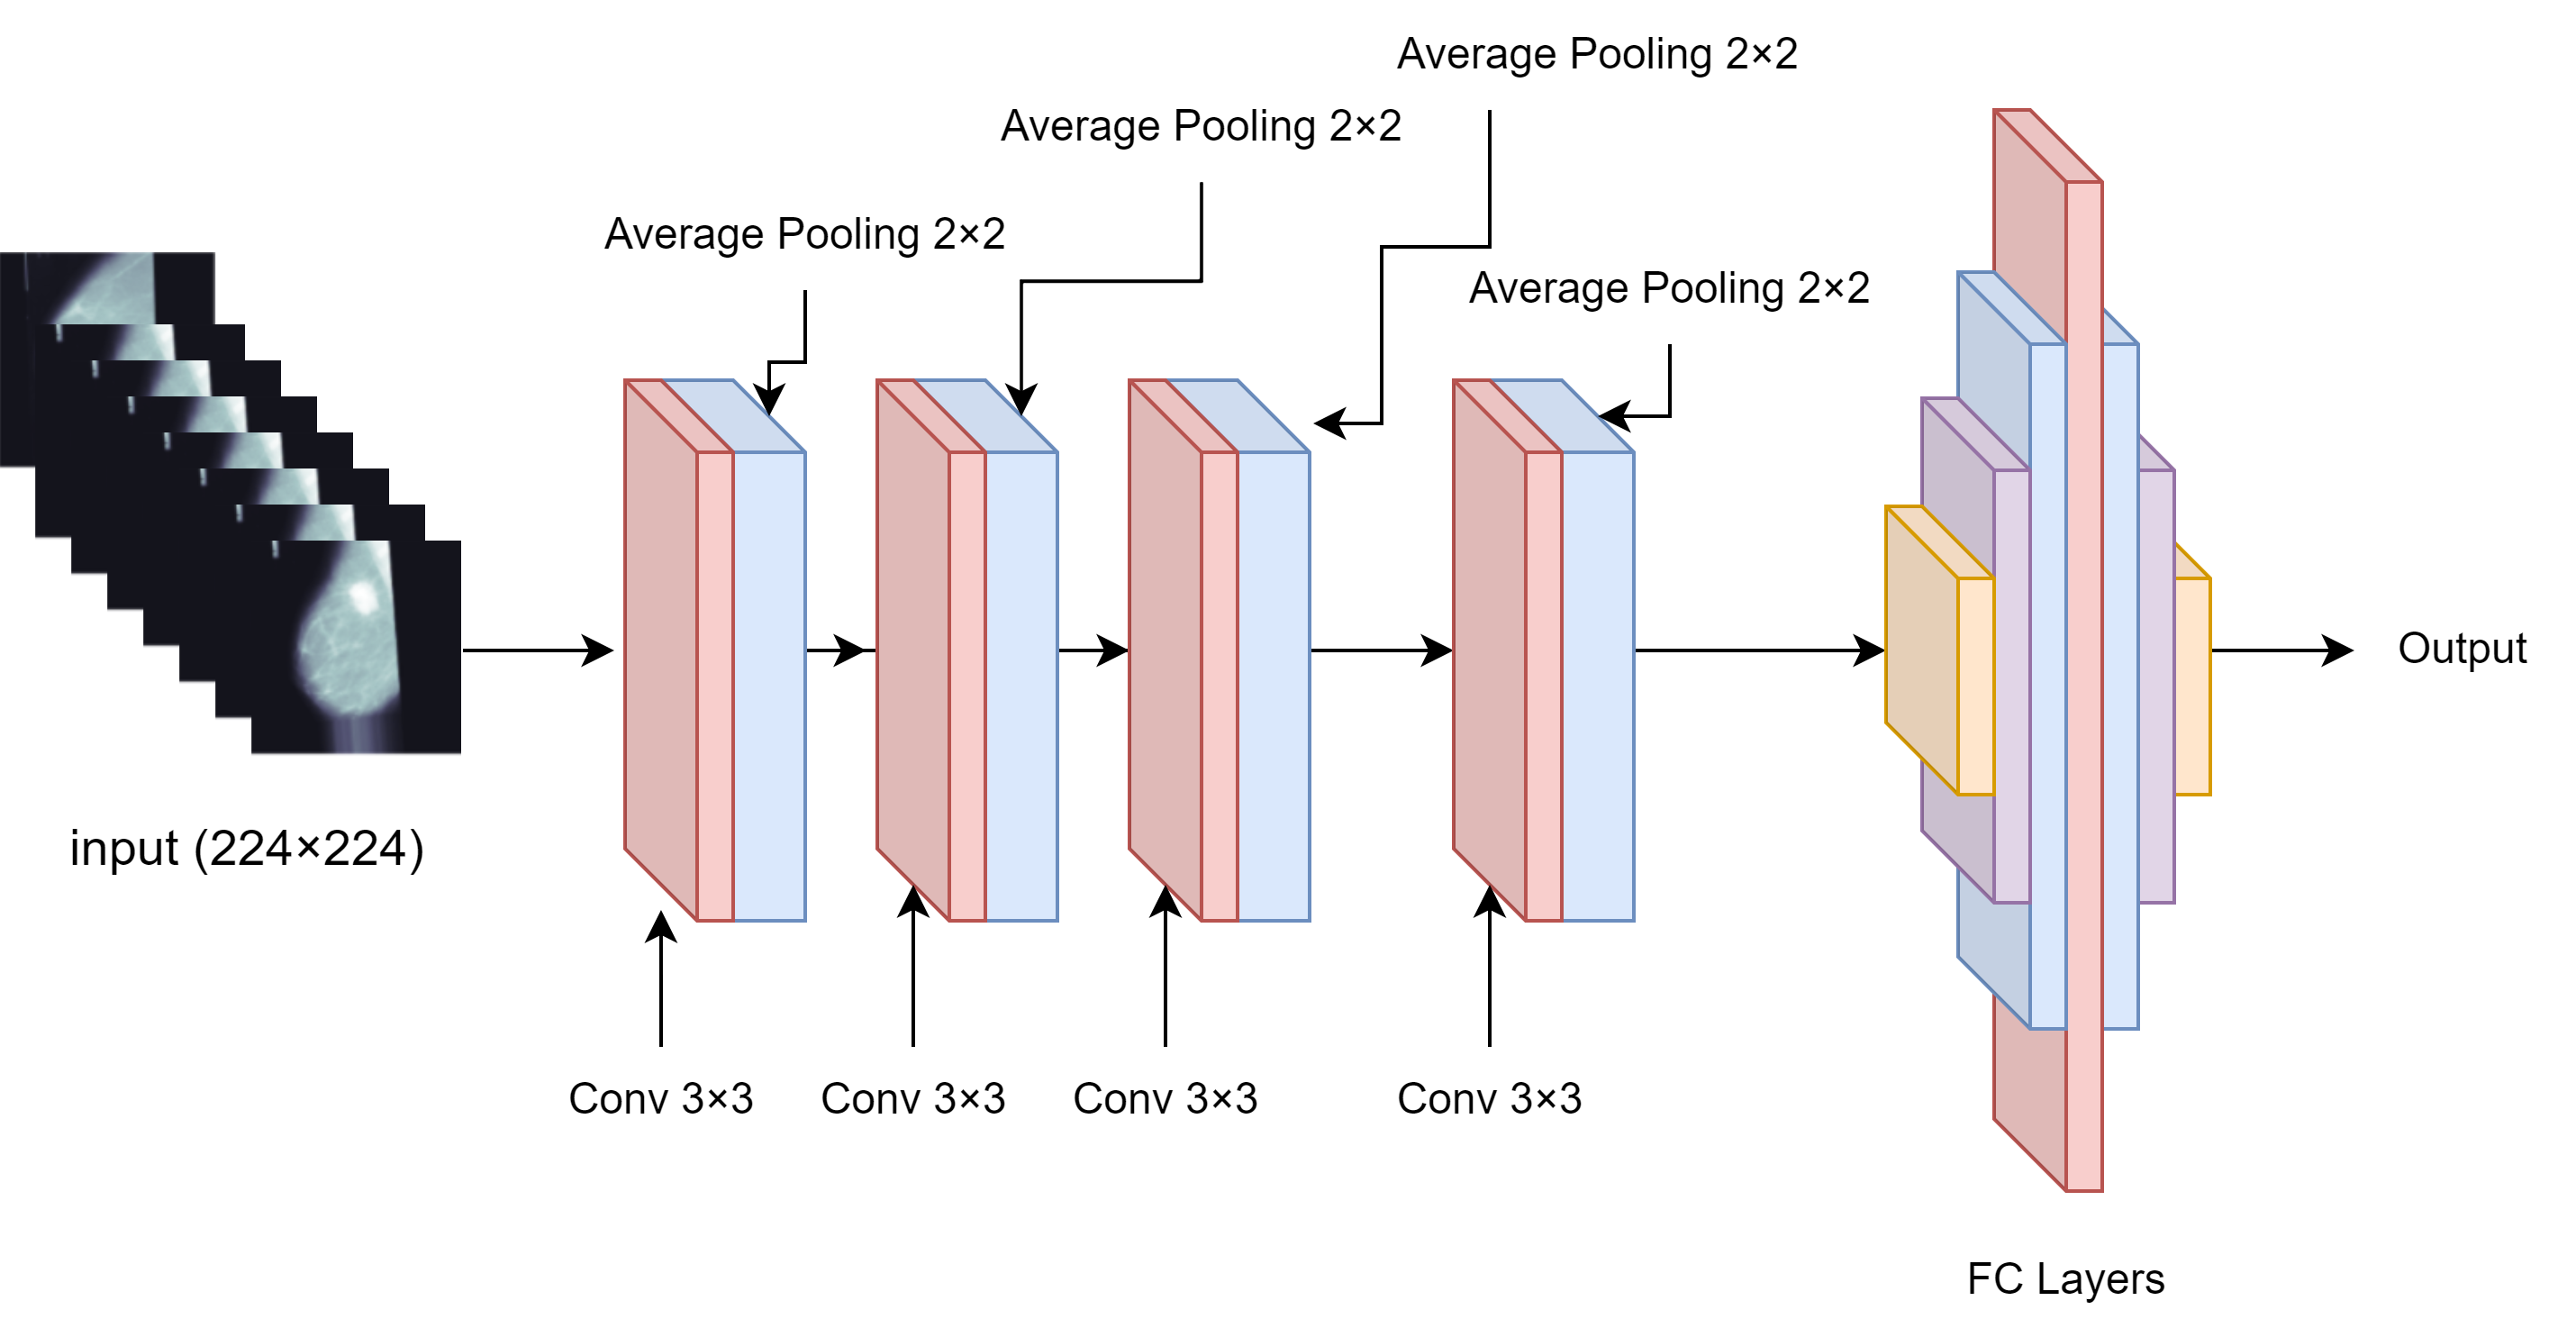 Average Pooling 2×2
Average Pooling 2×2
Average Pooling 2×2
Average Pooling 2×2
input (224×224)
Conv 3×3
Conv 3×3
Conv 3×3
Conv 3×3
Output
FC Layers